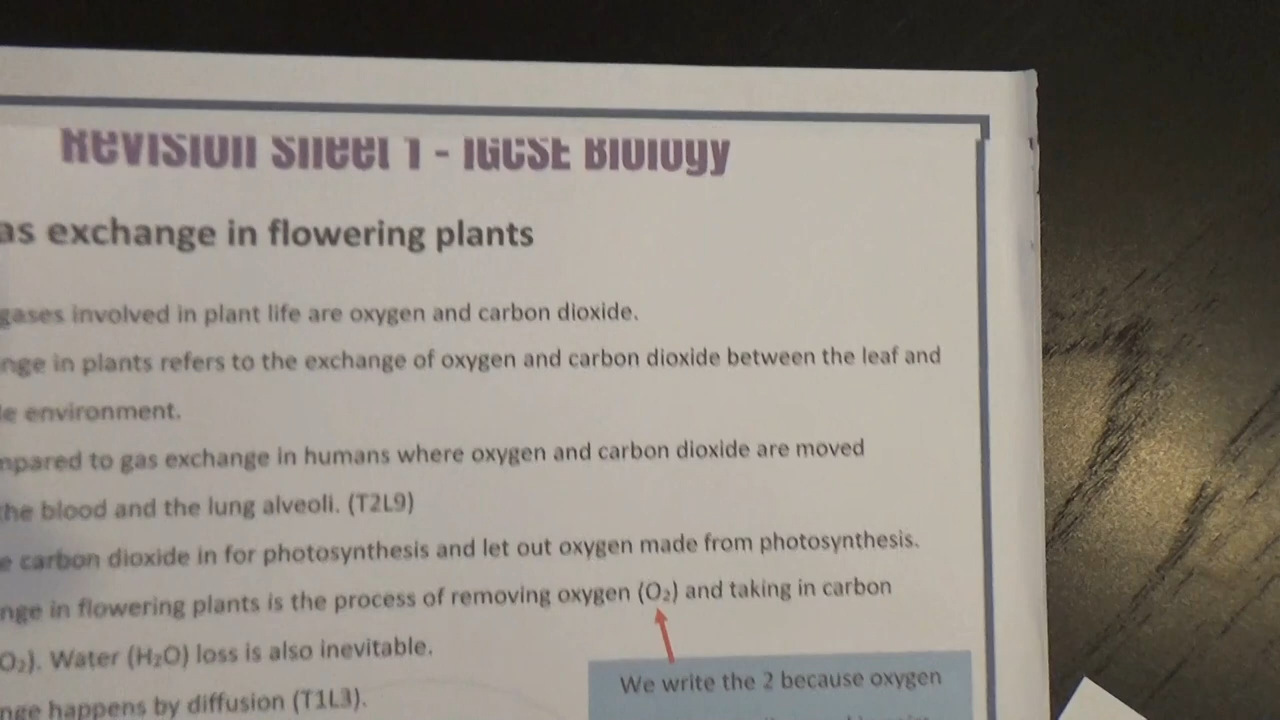 Revision Sheet 1 - IGCSE Biology
as exchange in flowering plants
gases involved in plant life are oxygen and carbon dioxide.
nge in plants refers to the exchange of oxygen and carbon dioxide between the leaf and
le environment.
mpared to gas exchange in humans where oxygen and carbon dioxide are moved
the blood and the lung alveoli. (T2L9)
e carbon dioxide in for photosynthesis and let out oxygen made from photosynthesis.
nge in flowering plants is the process of removing oxygen (O₂) and taking in carbon
O₂). Water (H₂O) loss is also inevitable.
nge happens by diffusion (T1L3).
We write the 2 because oxygen